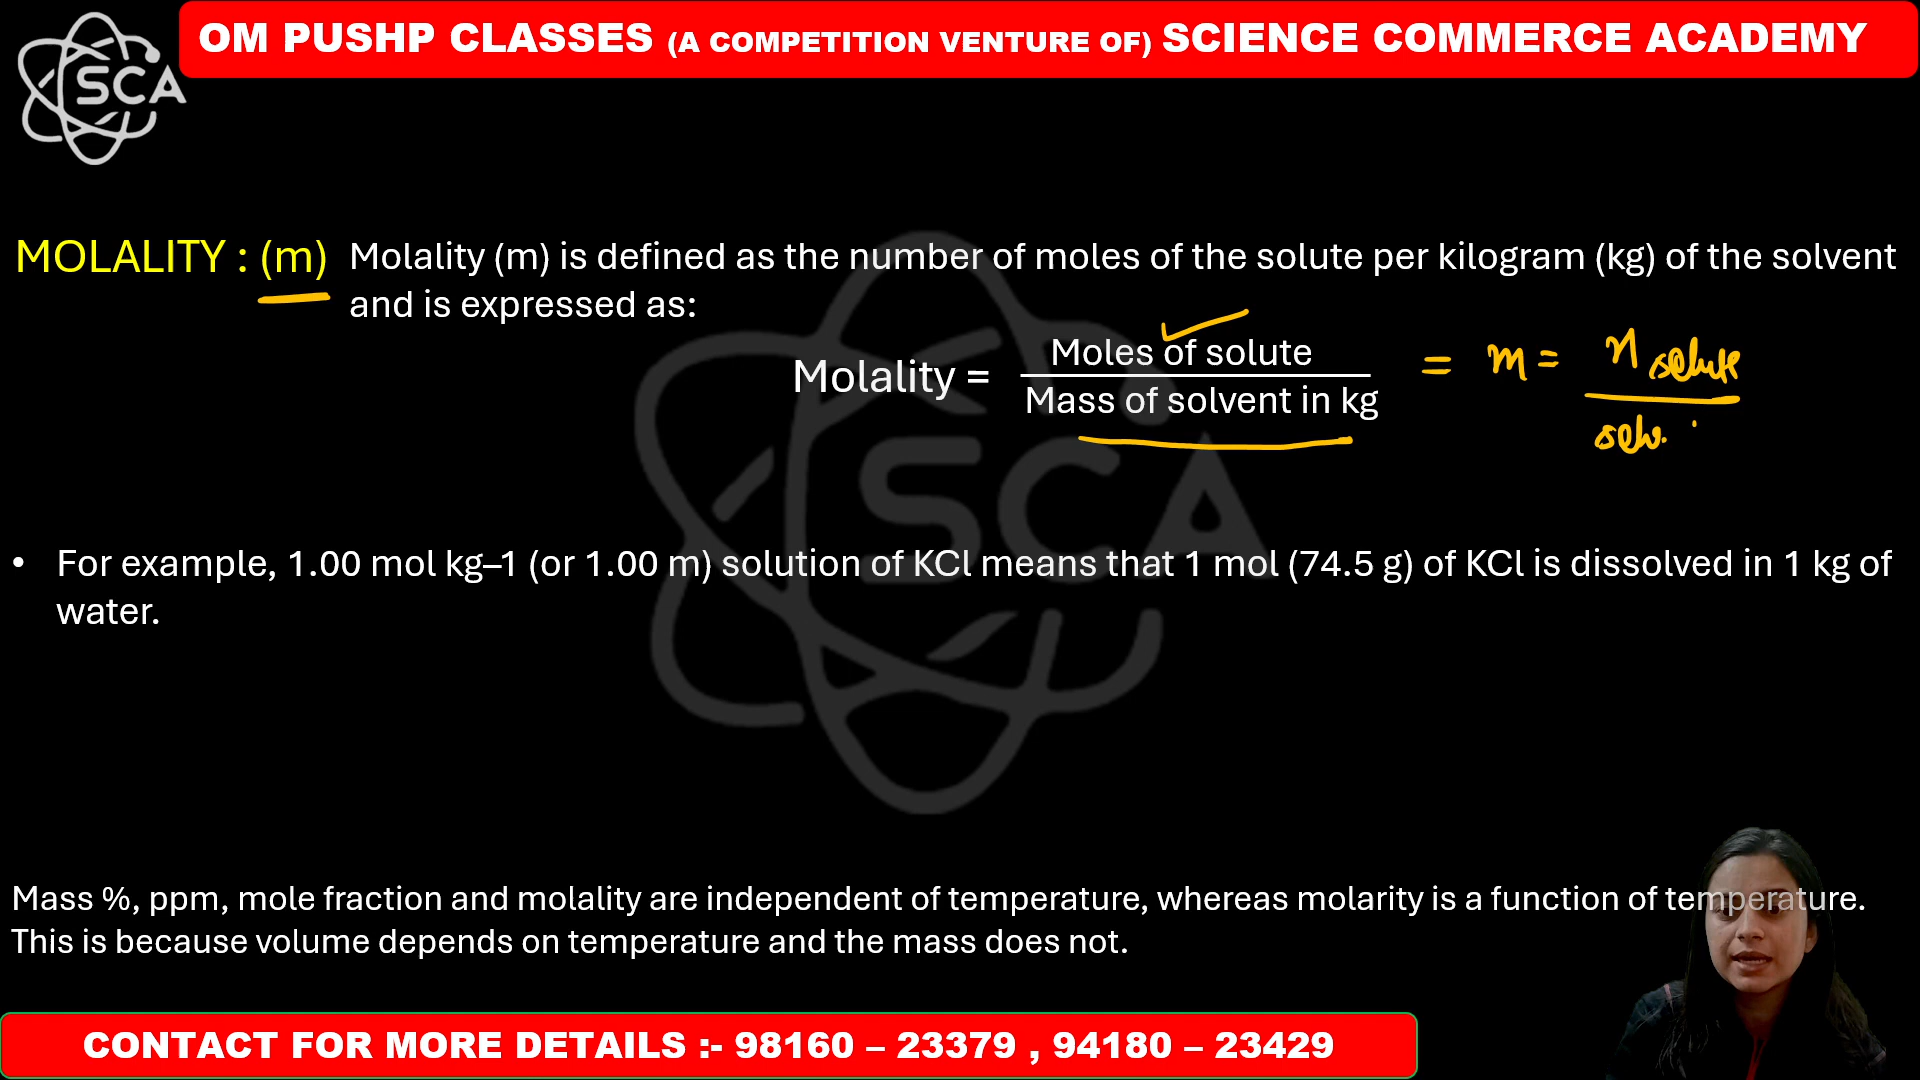 OM PUSHP CLASSES (A COMPETITION VENTURE OF) SCIENCE COMMERCE ACADEMY
SCA
MOLALITY : (m) Molality (m) is defined as the number of moles of the solute per kilogram (kg) of the solvent
and is expressed as:
Molality = Moles of solute = m = n solute
Mass of solvent in kg solv.
SCA
• For example, 1.00 mol kg–1 (or 1.00 m) solution of KCl means that 1 mol (74.5 g) of KCl is dissolved in 1 kg of
water.
Mass %, ppm, mole fraction and molality are independent of temperature, whereas molarity is a function of temperature.
This is because volume depends on temperature and the mass does not.
CONTACT FOR MORE DETAILS :- 98160 – 23379 , 94180 – 23429